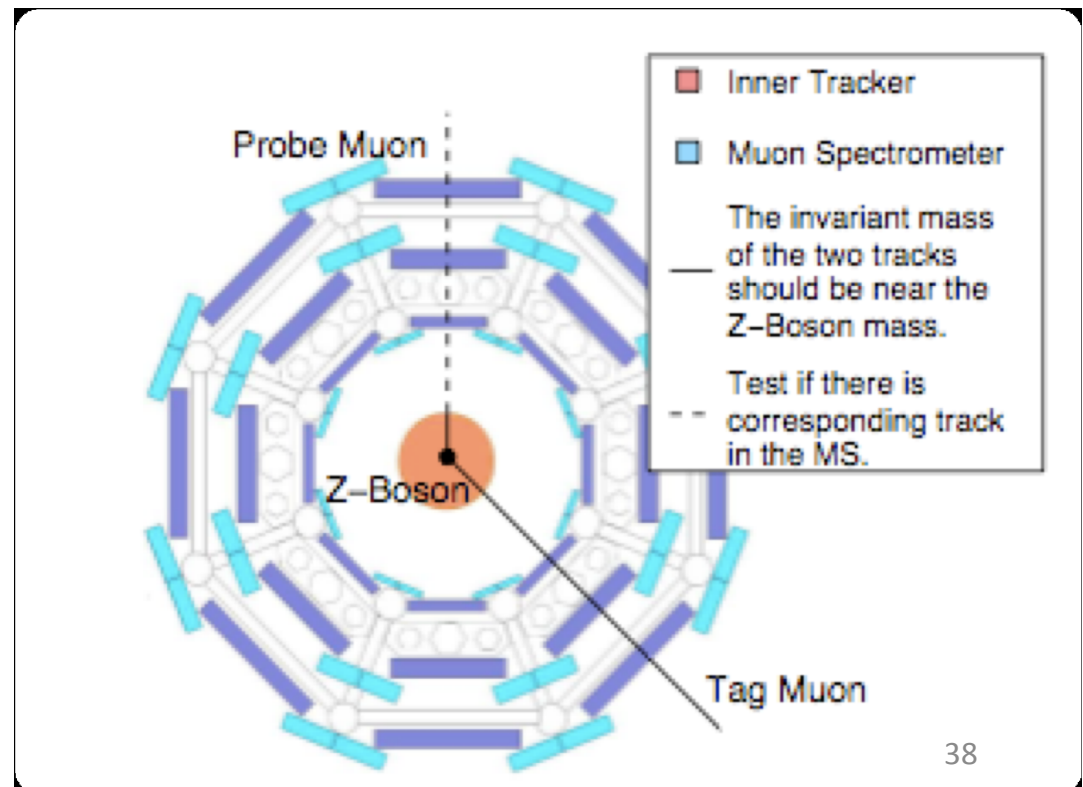 Inner Tracker
Probe Muon
Muon Spectrometer
The invariant mass
of the two tracks
should be near the
Z–Boson mass.
Test if there is
corresponding track
in the MS.
Z–Boson
Tag Muon
38